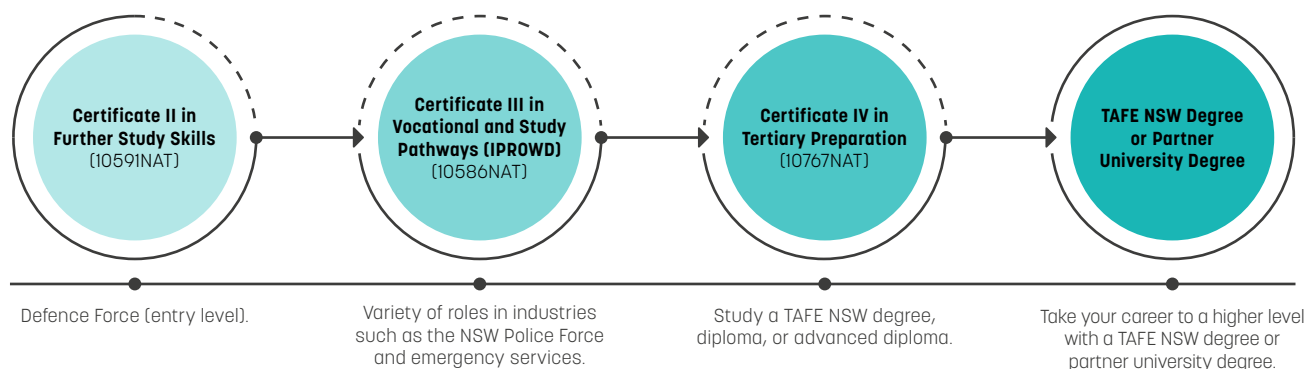 Certificate II in
Further Study Skills
(10591NAT)
Certificate III in
Vocational and Study
Pathways (IPROWD)
(10586NAT)
Certificate IV in
Tertiary Preparation
(10767NAT)
TAFE NSW Degree
or Partner
University Degree
Defence Force (entry level).
Variety of roles in industries
such as the NSW Police Force
and emergency services.
Study a TAFE NSW degree,
diploma, or advanced diploma.
Take your career to a higher level
with a TAFE NSW degree or
partner university degree.